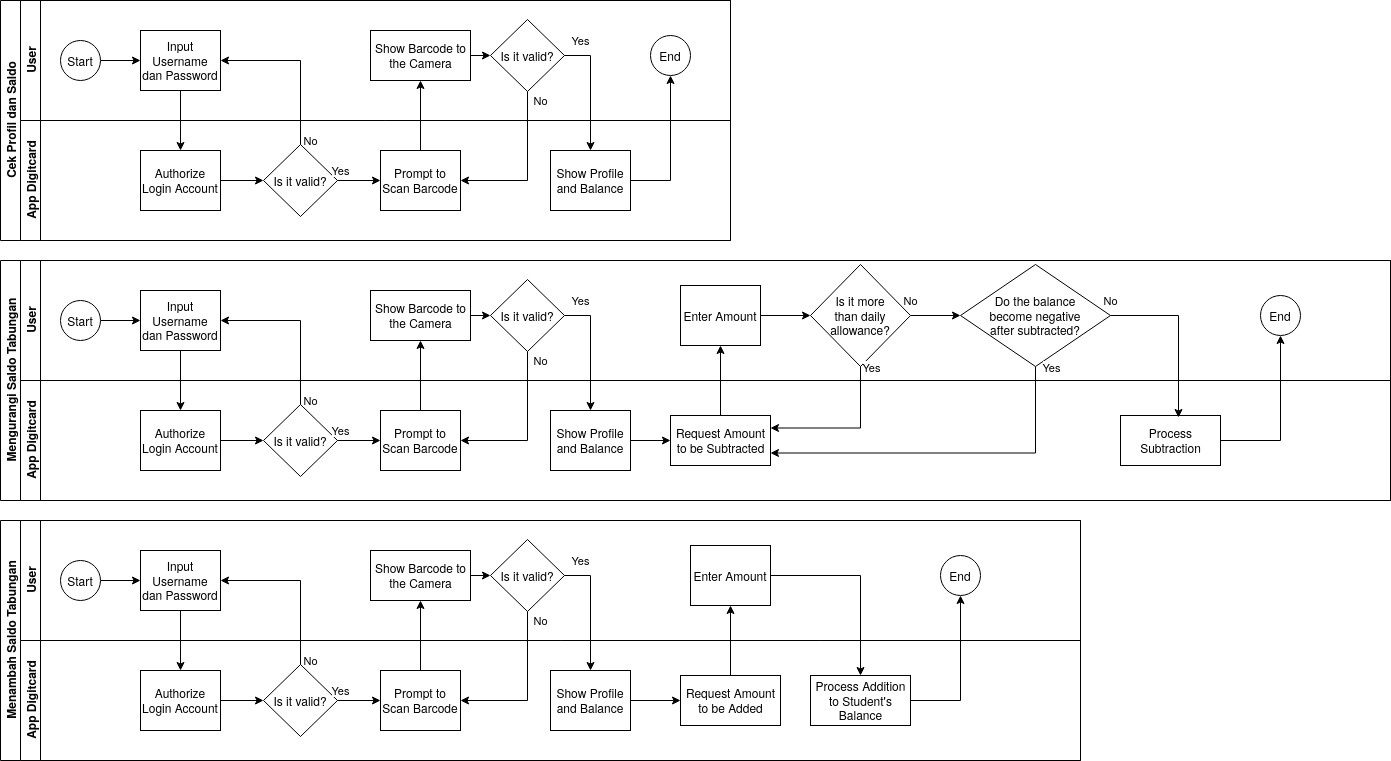 Cek Profil dan Saldo
User
App Digitcard
Start
Input
Username
dan Password
Show Barcode to
the Camera
Is it valid?
Yes
No
End
Authorize
Login Account
Is it valid?
No
Yes
Prompt to
Scan Barcode
Show Profile
and Balance
Mengurangi Saldo Tabungan
User
App Digitcard
Start
Input
Username
dan Password
Show Barcode to
the Camera
Is it valid?
Yes
No
Enter Amount
Is it more
than daily
allowance?
No
Yes
Do the balance
become negative
after subtracted?
No
Yes
End
Authorize
Login Account
Is it valid?
No
Yes
Prompt to
Scan Barcode
Show Profile
and Balance
Request Amount
to be Subtracted
Process
Subtraction
Menambah Saldo Tabungan
User
App Digitcard
Start
Input
Username
dan Password
Show Barcode to
the Camera
Is it valid?
Yes
No
Enter Amount
End
Authorize
Login Account
Is it valid?
No
Yes
Prompt to
Scan Barcode
Show Profile
and Balance
Request Amount
to be Added
Process Addition
to Student's
Balance